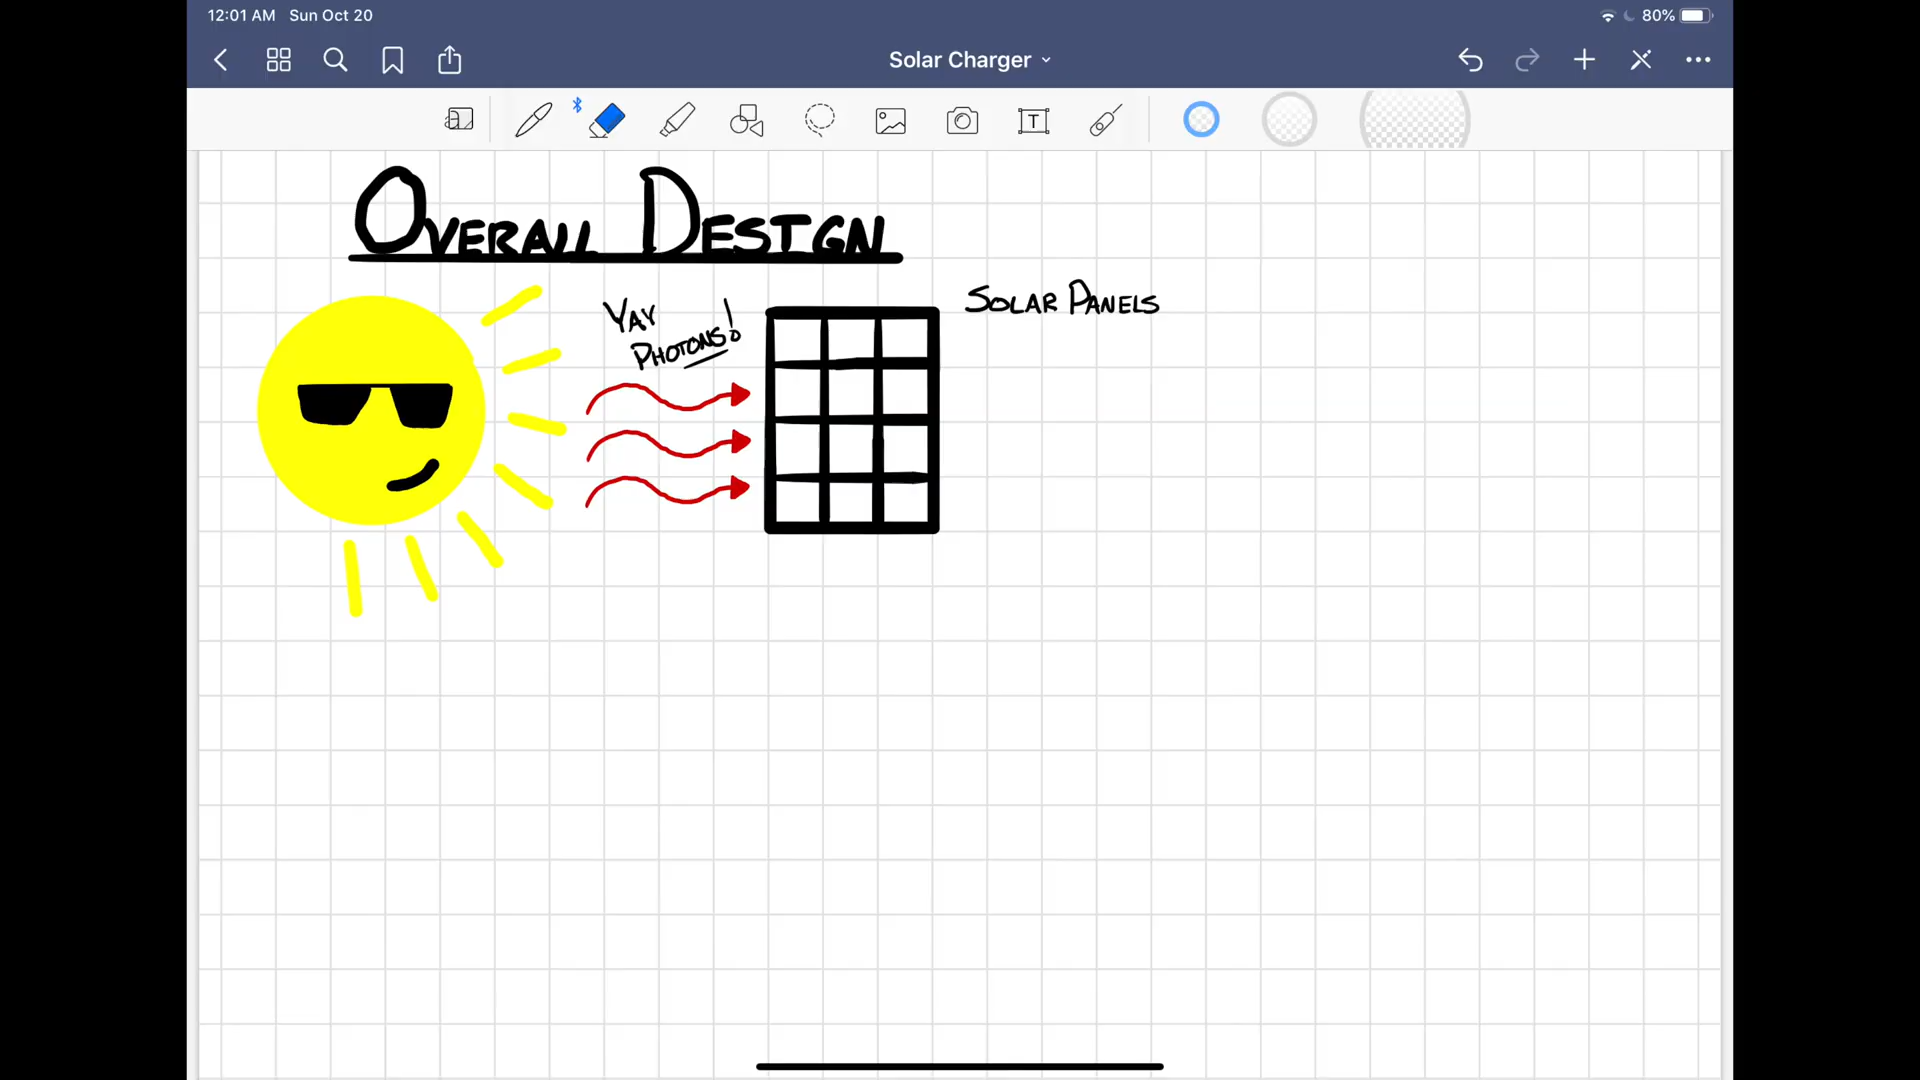 12:01 AM Sun Oct 20
80%
Solar Charger
T
OVERALL DESIGN
YAY
PHOTONS!
SOLAR PANELS